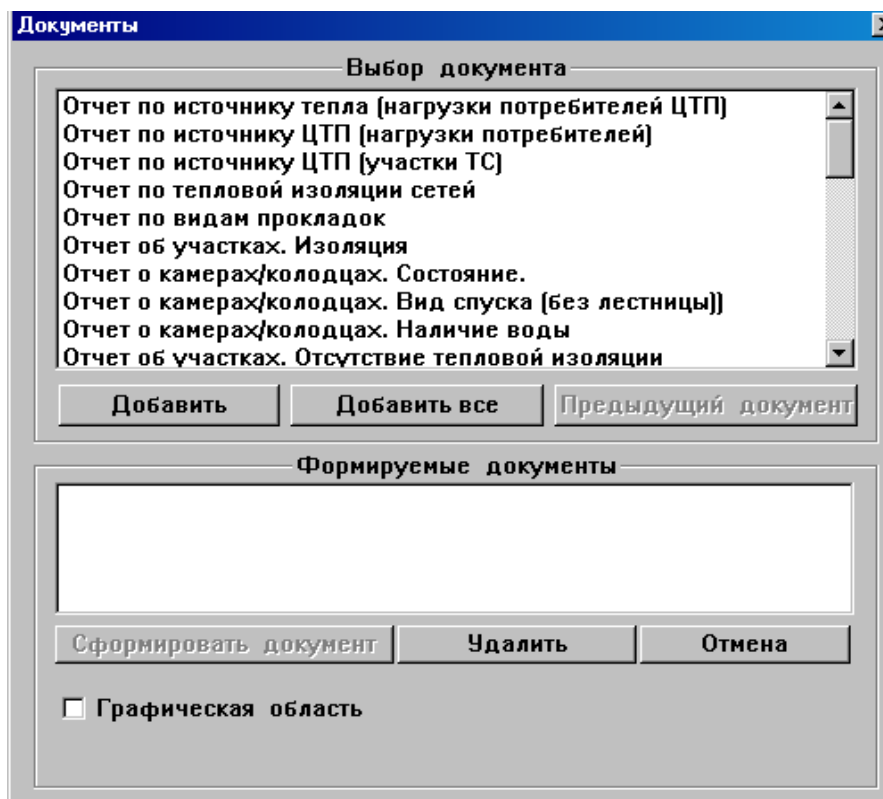 Документы
Выбор документа
Отчет по источнику тепла (нагрузки потребителей ЦТП)
Отчет по источнику ЦТП (нагрузки потребителей)
Отчет по источнику ЦТП (участки ТС)
Отчет по тепловой изоляции сетей
Отчет по видам прокладок
Отчет об участках. Изоляция
Отчет о камерах/колодцах. Состояние.
Отчет о камерах/колодцах. Вид спуска (без лестницы))
Отчет о камерах/колодцах. Наличие воды
Отчет об участках. Отсутствие тепловой изоляции
Добавить Добавить все Предыдущий документ
Формируемые документы
Сформировать документ Удалить Отмена
Графическая область